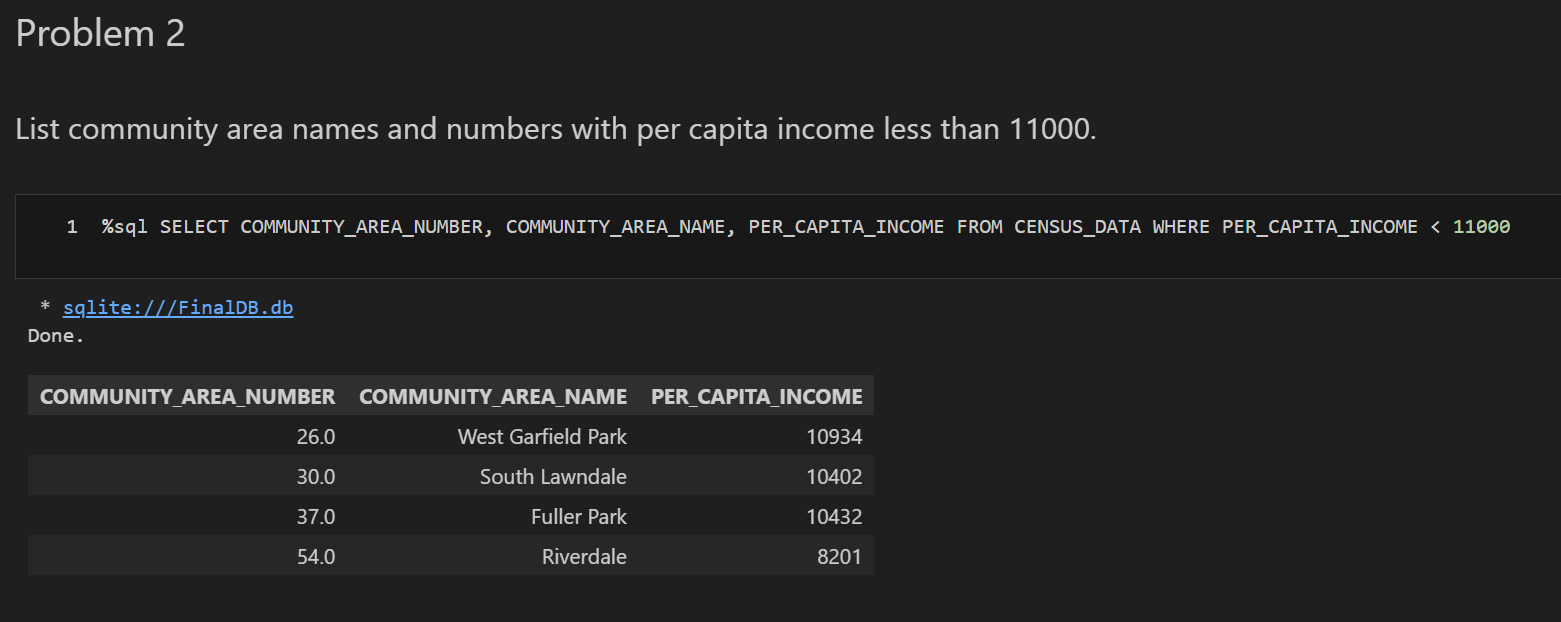 Problem 2
List community area names and numbers with per capita income less than 11000.
1 %sql SELECT COMMUNITY_AREA_NUMBER, COMMUNITY_AREA_NAME, PER_CAPITA_INCOME FROM CENSUS_DATA WHERE PER_CAPITA_INCOME < 11000
* sqlite:///FinalDB.db
Done.
COMMUNITY_AREA_NUMBER COMMUNITY_AREA_NAME PER_CAPITA_INCOME
26.0 West Garfield Park 10934
30.0 South Lawndale 10402
37.0 Fuller Park 10432
54.0 Riverdale 8201